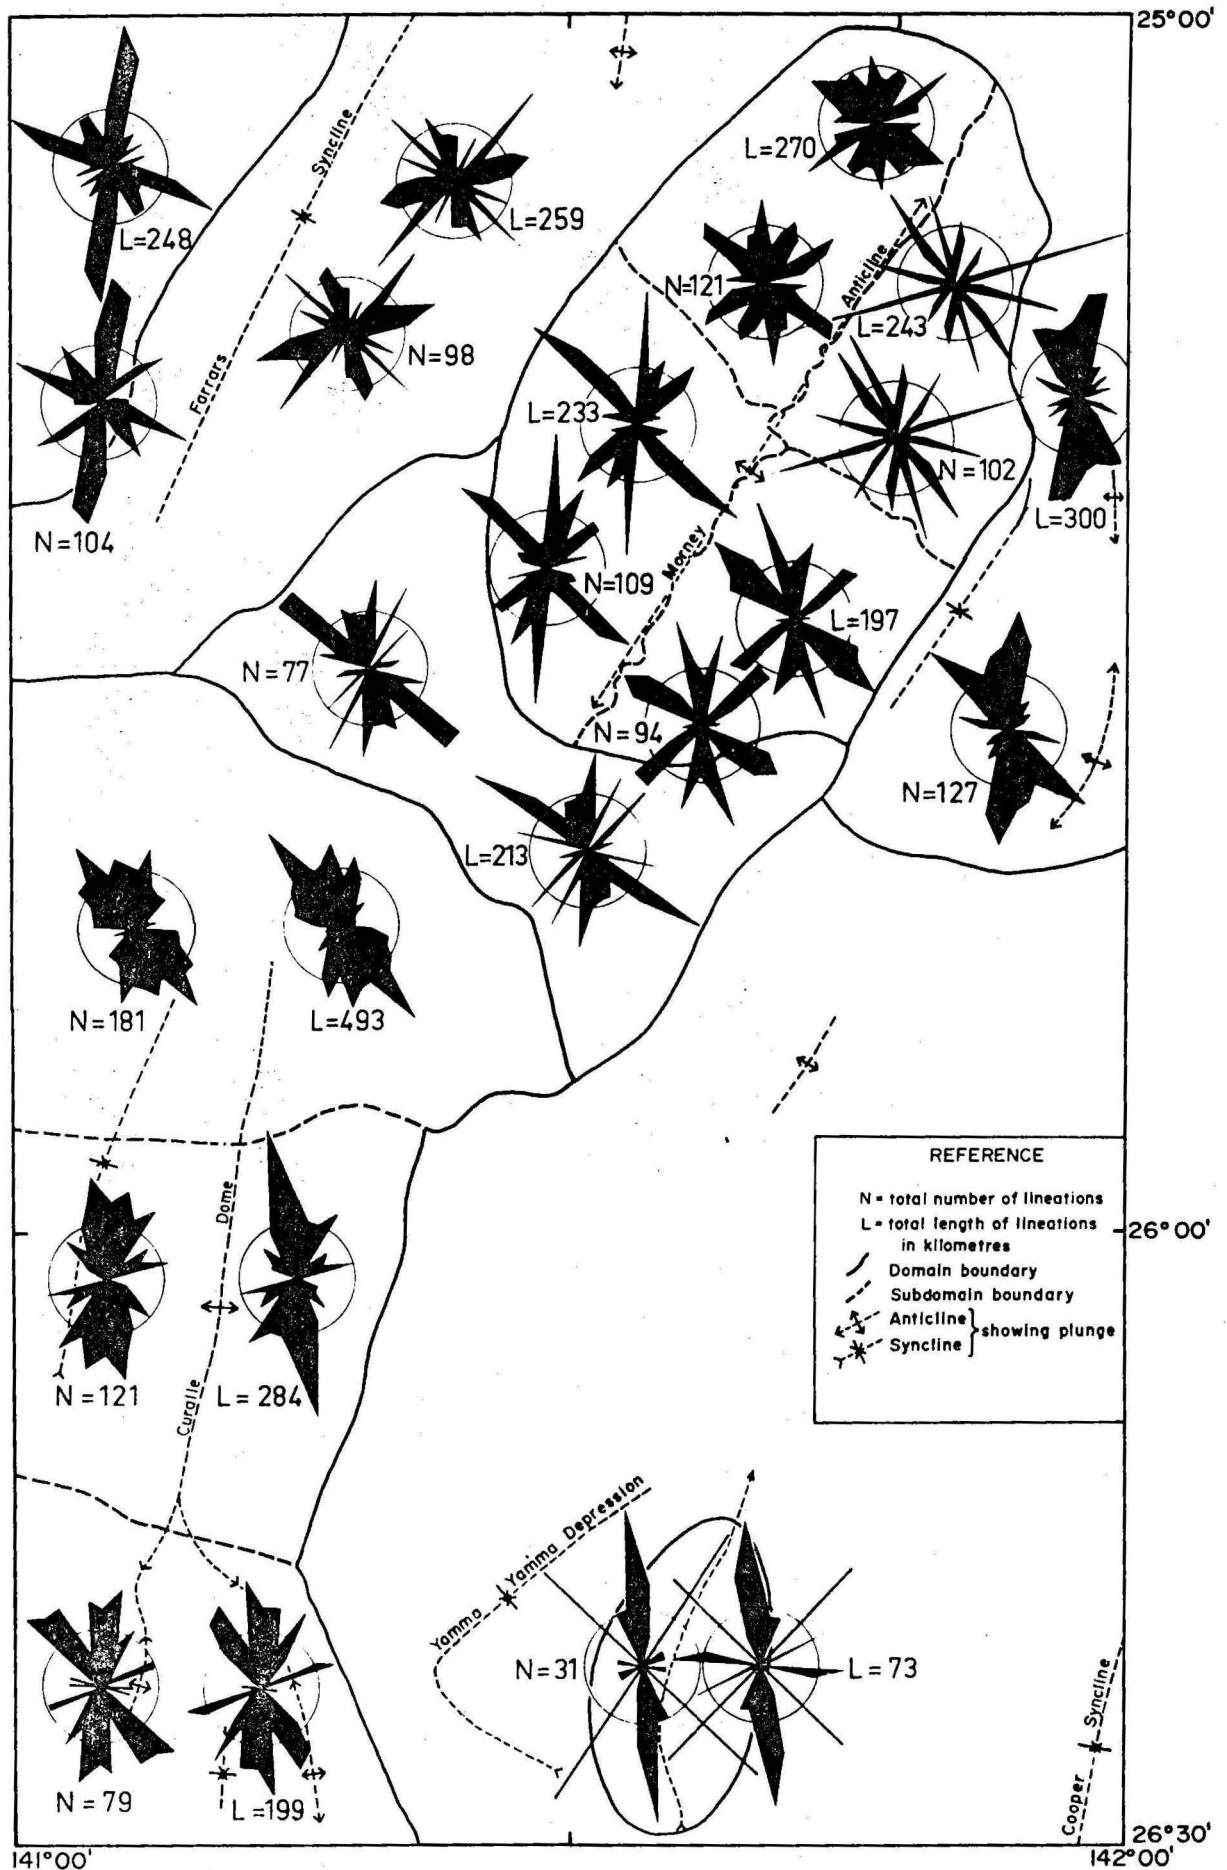 25°00'
Syncline
Farrars
L=270
L=248
L=259
N=121
Anticline
L=243
N=98
L=233
N=102
L=300
N=104
Morney
N=109
L=197
N=77
N=94
N=127
L=213
N=181
L=493
REFERENCE
N = total number of lineations
L = total length of lineations
in kilometres
Domain boundary
Subdomain boundary
Anticline
Syncline
showing plunge
26°00'
Dome
Curalle
N=121
L=284
Yamma Yamma Depression
N=31
L=73
N=79
L=199
Cooper Syncline
26°30'
141°00'
142°00'